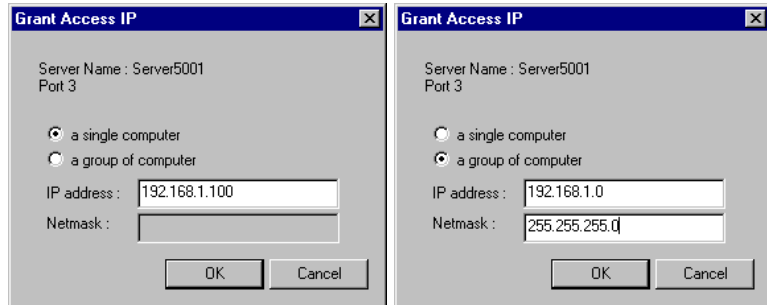 Grant Access IP
Server Name : Server5001
Port 3
a single computer
a group of computer
IP address : 192.168.1.100
Netmask :
OK Cancel
Grant Access IP
Server Name : Server5001
Port 3
a single computer
a group of computer
IP address : 192.168.1.0
Netmask : 255.255.255.0
OK Cancel